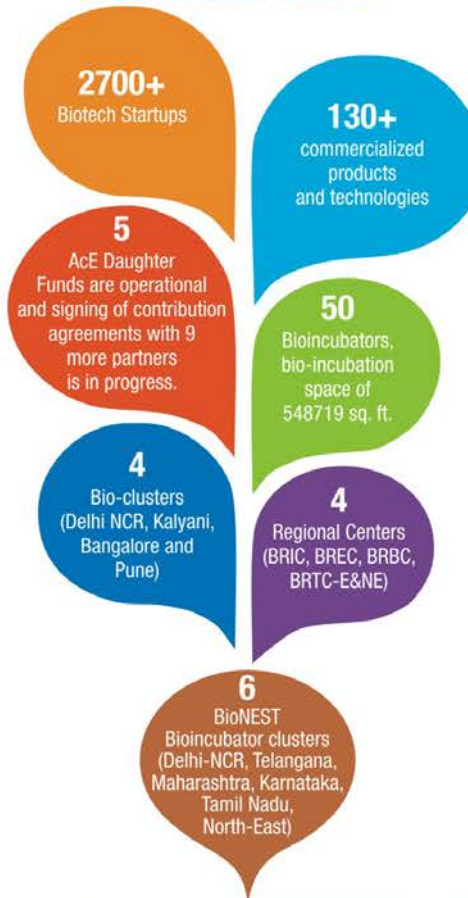 2700+
Biotech Startups
130+
commercialized
products
and technologies
5
AcE Daughter
Funds are operational
and signing of contribution
agreements with 9
more partners
is in progress.
50
Bioincubators,
bio-incubation
space of
548719 sq. ft.
4
Bio-clusters
(Delhi NCR, Kalyani,
Bangalore and
Pune)
4
Regional Centers
(BRIC, BREC, BRBC,
BRTC-E&NE)
6
BioNEST
Bioincubator clusters
(Delhi-NCR, Telangana,
Maharashtra, Karnataka,
Tamil Nadu,
North-East)